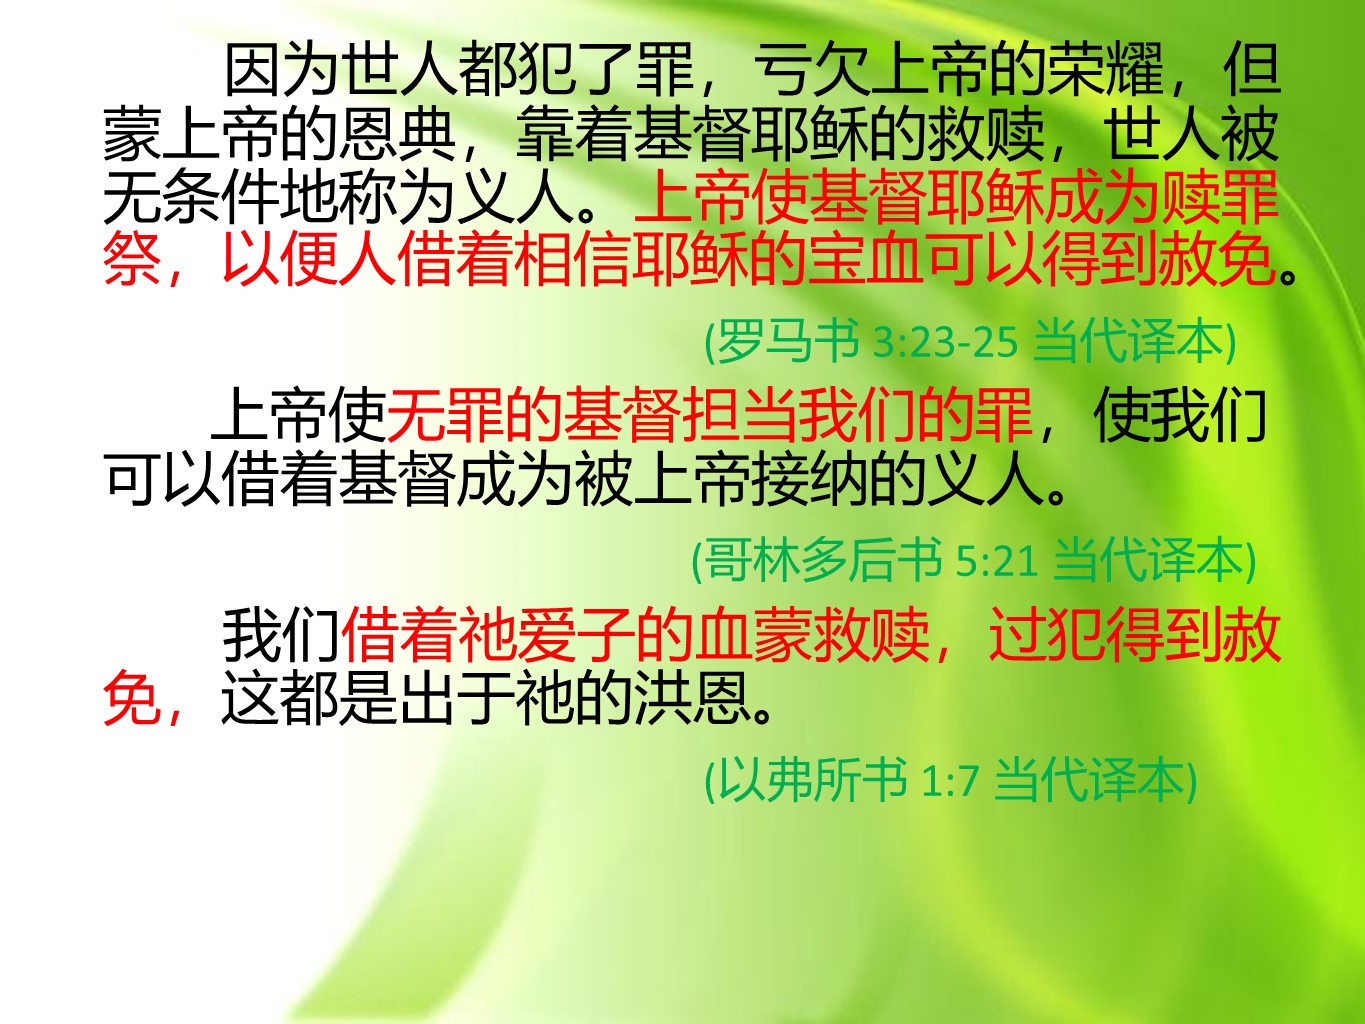 因为世人都犯了罪，亏欠上帝的荣耀，但
蒙上帝的恩典，靠着基督耶稣的救赎，世人被
无条件地称为义人。上帝使基督耶稣成为赎罪
祭，以便人借着相信耶稣的宝血可以得到赦免。
(罗马书 3:23-25 当代译本)
上帝使无罪的基督担当我们的罪，使我们
可以借着基督成为被上帝接纳的义人。
(哥林多后书 5:21 当代译本)
我们借着祂爱子的血蒙救赎，过犯得到赦
免，这都是出于祂的洪恩。
(以弗所书 1:7 当代译本)